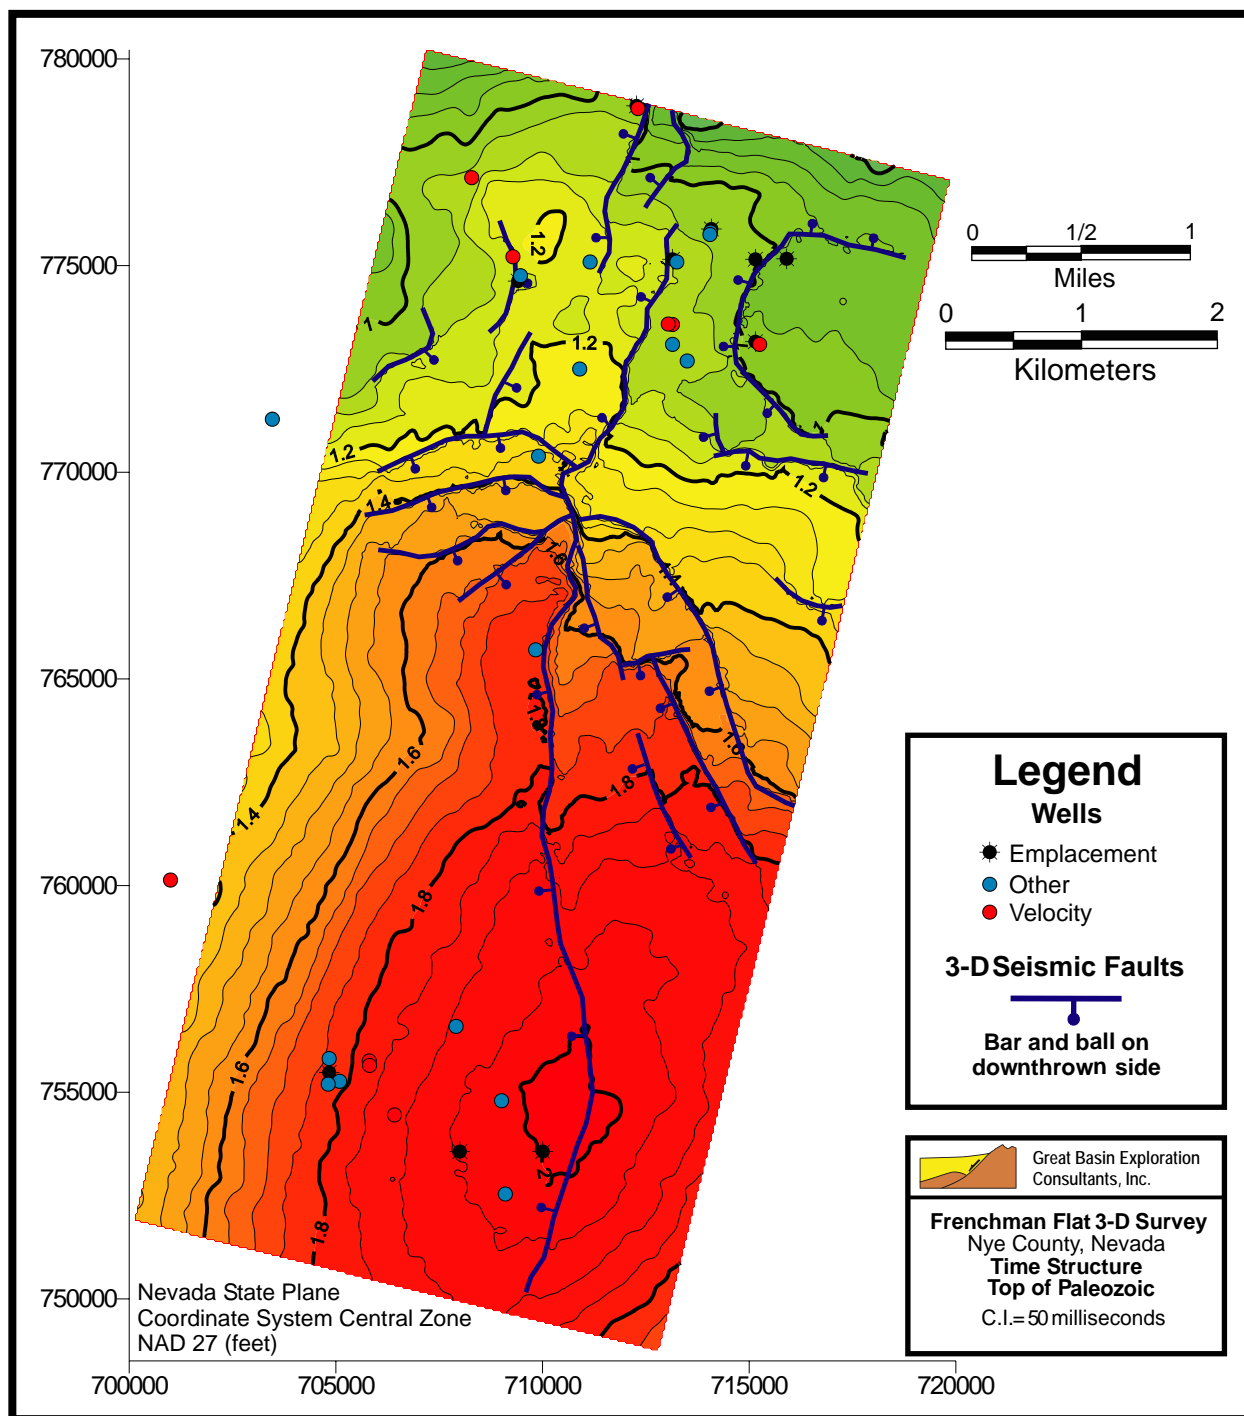 780000
775000
770000
765000
760000
755000
750000
700000
705000
710000
715000
720000
1.2
1
1.2
1.2
1
1.2
1.4
1.6
1.4
1.6
1.6
1.8
1.4
1.8
1.6
1.8
2
0 1/2 1
Miles
0 1 2
Kilometers
Legend
Wells
Emplacement
Other
Velocity
3-D Seismic Faults
Bar and ball on
downthrown side
Great Basin Exploration
Consultants, Inc.
Frenchman Flat 3-D Survey
Nye County, Nevada
Time Structure
Top of Paleozoic
C.I.= 50 milliseconds
Nevada State Plane
Coordinate System Central Zone
NAD 27 (feet)